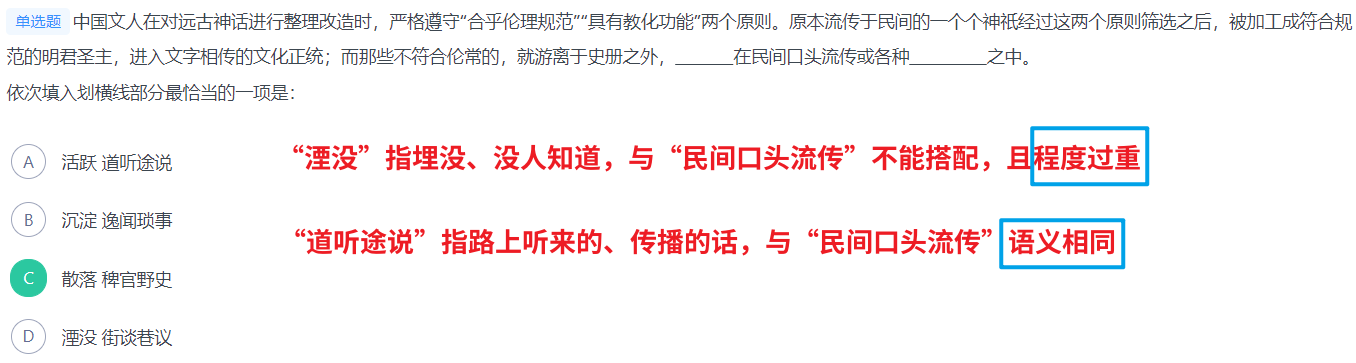 单选题 中国文人在对远古神话进行整理改造时，严格遵守“合乎伦理规范”“具有教化功能”两个原则。原本流传于民间的一个个神祇经过这两个原则筛选之后，被加工成符合规
范的明君圣主，进入文字相传的文化正统；而那些不符合伦常的，就游离于史册之外，_______在民间口头流传或各种_________之中。
依次填入划横线部分最恰当的一项是：
A 活跃 道听途说
“湮没”指埋没、没人知道，与“民间口头流传”不能搭配，且程度过重
B 沉淀 逸闻琐事
“道听途说”指路上听来的、传播的话，与“民间口头流传”语义相同
C 散落 稗官野史
D 湮没 街谈巷议